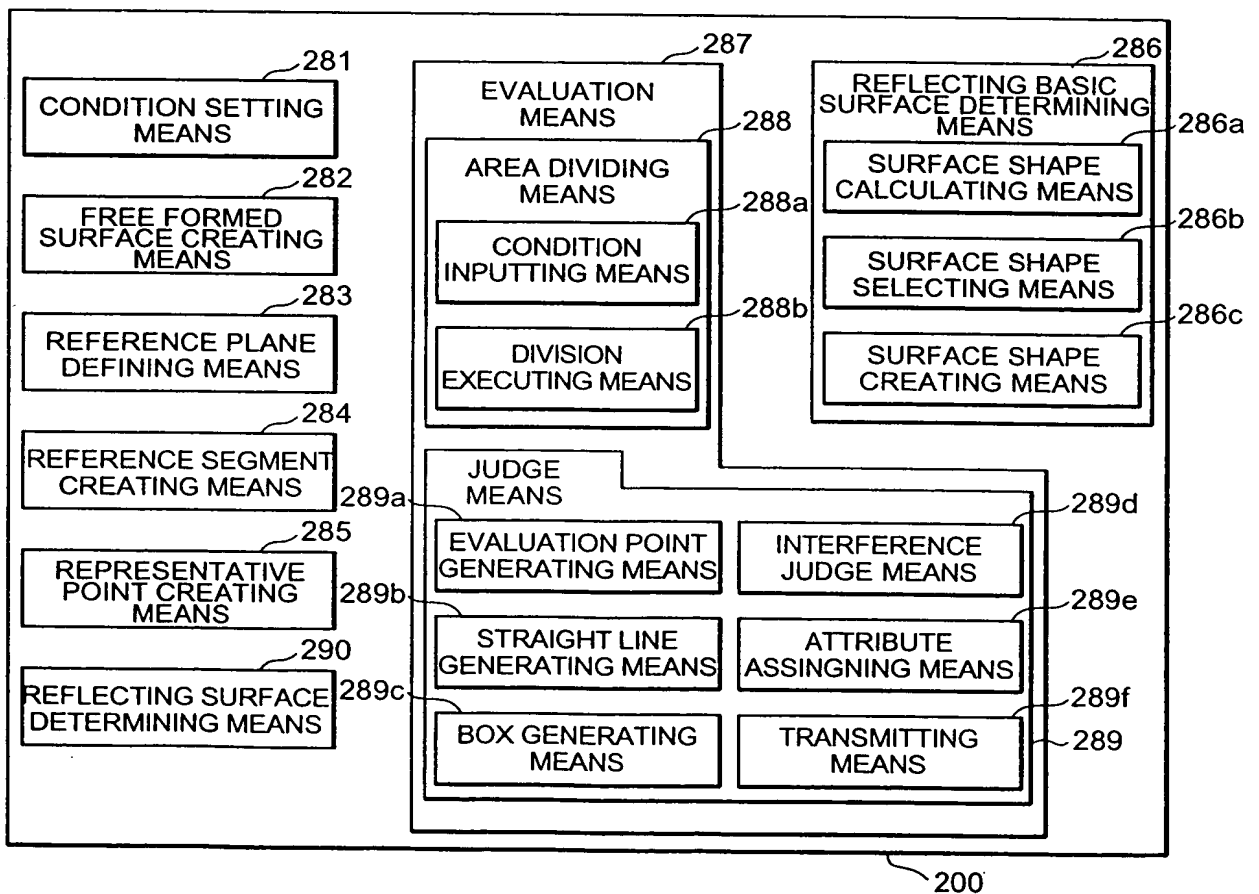 281
CONDITION SETTING
MEANS
282
FREE FORMED
SURFACE CREATING
MEANS
283
REFERENCE PLANE
DEFINING MEANS
284
REFERENCE SEGMENT
CREATING MEANS
285
REPRESENTATIVE
POINT CREATING
MEANS
290
REFLECTING SURFACE
DETERMINING MEANS
287
EVALUATION
MEANS
288
AREA DIVIDING
MEANS
288a
CONDITION
INPUTTING MEANS
288b
DIVISION
EXECUTING MEANS
286
REFLECTING BASIC
SURFACE DETERMINING
MEANS
286a
SURFACE SHAPE
CALCULATING MEANS
286b
SURFACE SHAPE
SELECTING MEANS
286c
SURFACE SHAPE
CREATING MEANS
JUDGE
MEANS
289a
EVALUATION POINT
GENERATING MEANS
289b
STRAIGHT LINE
GENERATING MEANS
289c
BOX GENERATING
MEANS
289d
INTERFERENCE
JUDGE MEANS
289e
ATTRIBUTE
ASSINGNING MEANS
289f
TRANSMITTING
MEANS
289
200